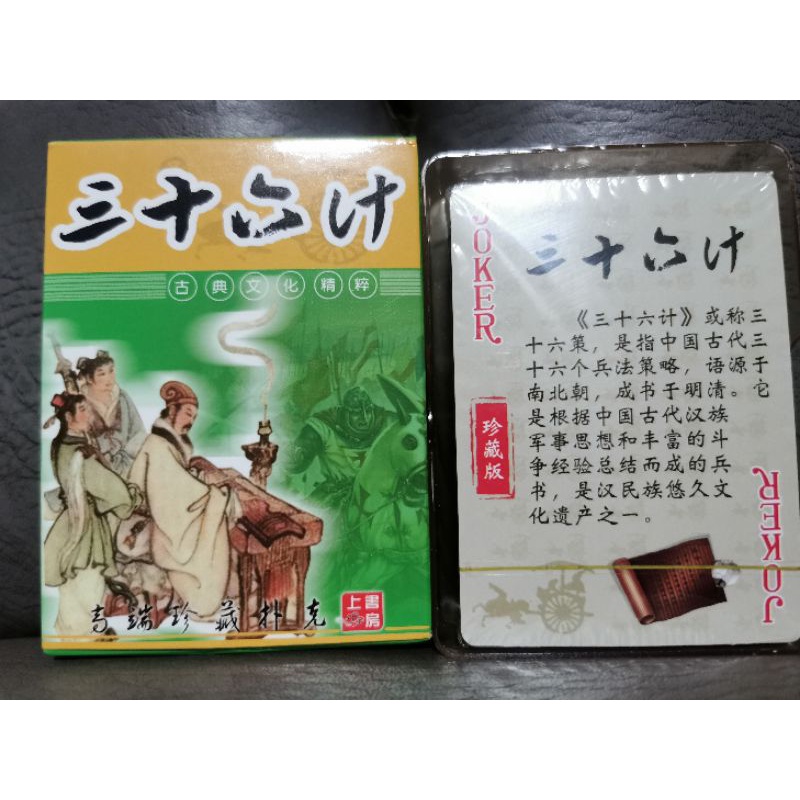 三十六计
古典文化精粹
高端珍藏扑克
上書房
JOKER
三十六计
《三十六计》或称三
十六策，是指中国古代三
十六个兵法策略，语源于
南北朝，成书于明清。它
是根据中国古代汉族
军事思想和丰富的斗
争经验总结而成的兵
书，是汉民族悠久文
化遗产之一。
珍藏版
JOKER